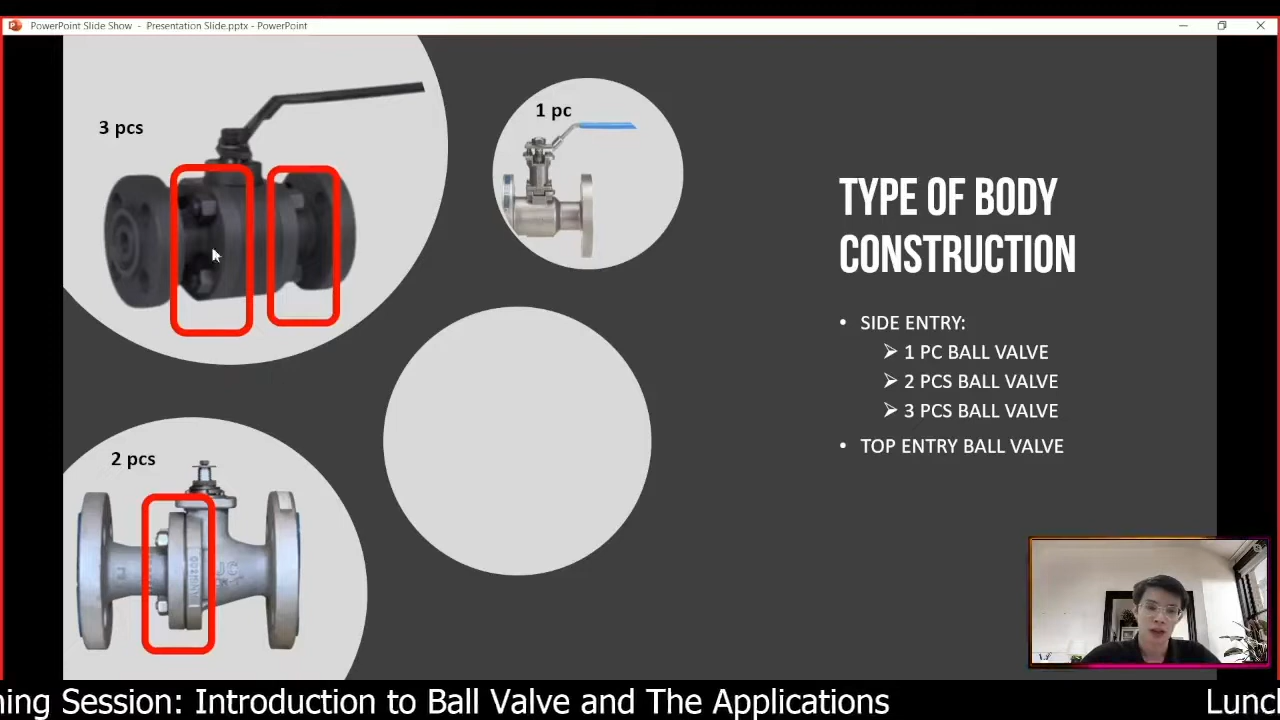 PowerPoint Slide Show - Presentation Slide.pptx - PowerPoint
3 pcs
1 pc
2 pcs
TYPE OF BODY
CONSTRUCTION
• SIDE ENTRY:
➢ 1 PC BALL VALVE
➢ 2 PCS BALL VALVE
➢ 3 PCS BALL VALVE
• TOP ENTRY BALL VALVE
ning Session: Introduction to Ball Valve and The Applications
Lunc